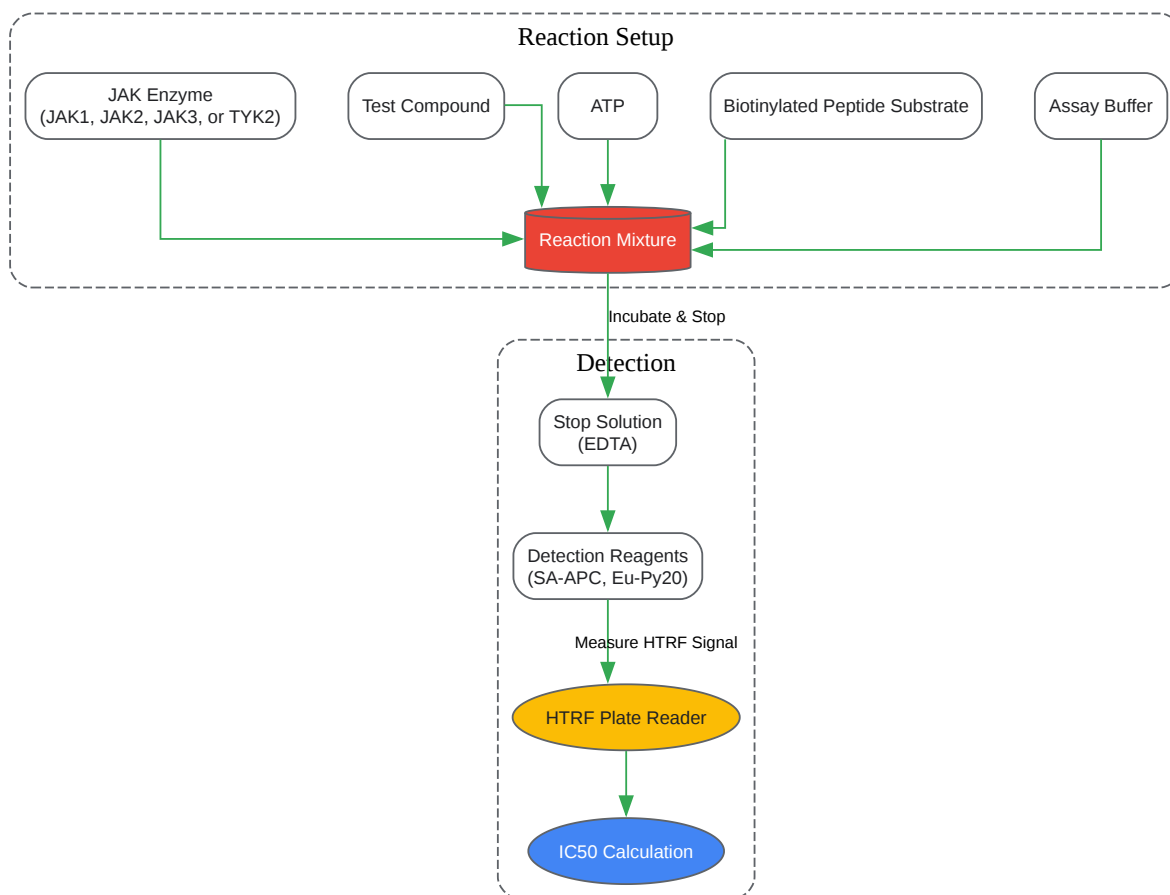 Reaction Setup
JAK Enzyme
(JAK1, JAK2, JAK3, or TYK2)
Test Compound
ATP
Biotinylated Peptide Substrate
Assay Buffer
Reaction Mixture
Incubate & Stop
Detection
Stop Solution
(EDTA)
Detection Reagents
(SA-APC, Eu-Py20)
Measure HTRF Signal
HTRF Plate Reader
IC50 Calculation